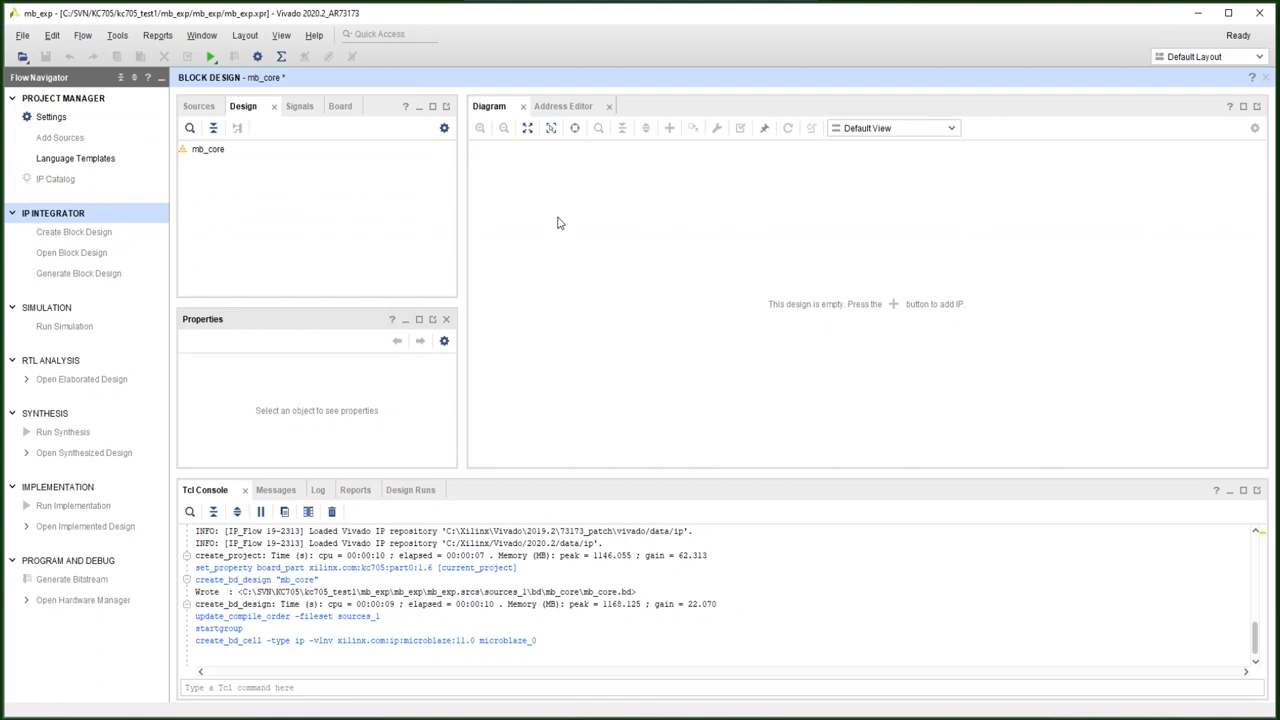 mb_exp - [C:/SVN/KC705/kc705_test1/mb_exp/mb_exp/mb_exp.xpr] - Vivado 2020.2_AR73173
File Edit Flow Tools Reports Window Layout View Help Quick Access Ready
Default Layout
Flow Navigator
PROJECT MANAGER
Settings
Add Sources
Language Templates
IP Catalog
IP INTEGRATOR
Create Block Design
Open Block Design
Generate Block Design
SIMULATION
Run Simulation
RTL ANALYSIS
Open Elaborated Design
SYNTHESIS
Run Synthesis
Open Synthesized Design
IMPLEMENTATION
Run Implementation
Open Implemented Design
PROGRAM AND DEBUG
Generate Bitstream
Open Hardware Manager
BLOCK DESIGN - mb_core *
Sources Design Signals Board
mb_core
Properties
Select an object to see properties
Diagram Address Editor
Default View
This design is empty. Press the + button to add IP.
Tcl Console Messages Log Reports Design Runs
INFO: [IP_Flow 19-2313] Loaded Vivado IP repository 'C:\Xilinx\Vivado\2019.2\73173_patch\vivado/data/ip'.
INFO: [IP_Flow 19-2313] Loaded Vivado IP repository 'C:/Xilinx/Vivado/2020.2/data/ip'.
create_project: Time (s): cpu = 00:00:10 ; elapsed = 00:00:07 . Memory (MB): peak = 1146.055 ; gain = 62.313
set_property board_part xilinx.com:kc705:part0:1.6 [current_project]
create_bd_design "mb_core"
Wrote : <C:\SVN\KC705\kc705_test1\mb_exp\mb_exp\mb_exp.srcs\sources_1\bd\mb_core\mb_core.bd>
create_bd_design: Time (s): cpu = 00:00:09 ; elapsed = 00:00:10 . Memory (MB): peak = 1168.125 ; gain = 22.070
update_compile_order -fileset sources_1
startgroup
create_bd_cell -type ip -vlnv xilinx.com:ip:microblaze:11.0 microblaze_0
Type a Tcl command here